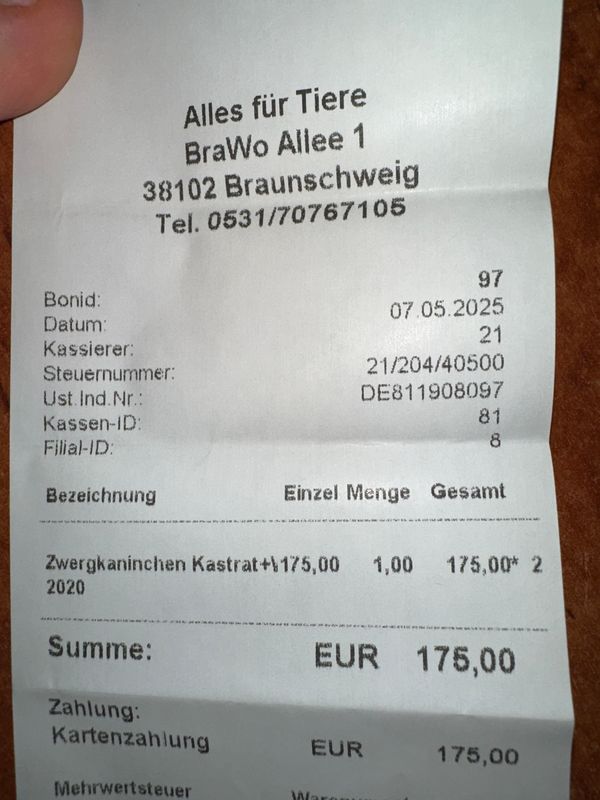 Alles für Tiere
BraWo Allee 1
38102 Braunschweig
Tel. 0531/70767105
Bonid: 97
Datum: 07.05.2025
Kassierer: 21
Steuernummer: 21/204/40500
Ust.Ind.Nr.: DE811908097
Kassen-ID: 81
Filial-ID: 8
Bezeichnung Einzel Menge Gesamt
Zwergkaninchen Kastrat+ 175,00 1,00 175,00* 2
2020
Summe: EUR 175,00
Zahlung:
Kartenzahlung EUR 175,00
Mehrwertsteuer